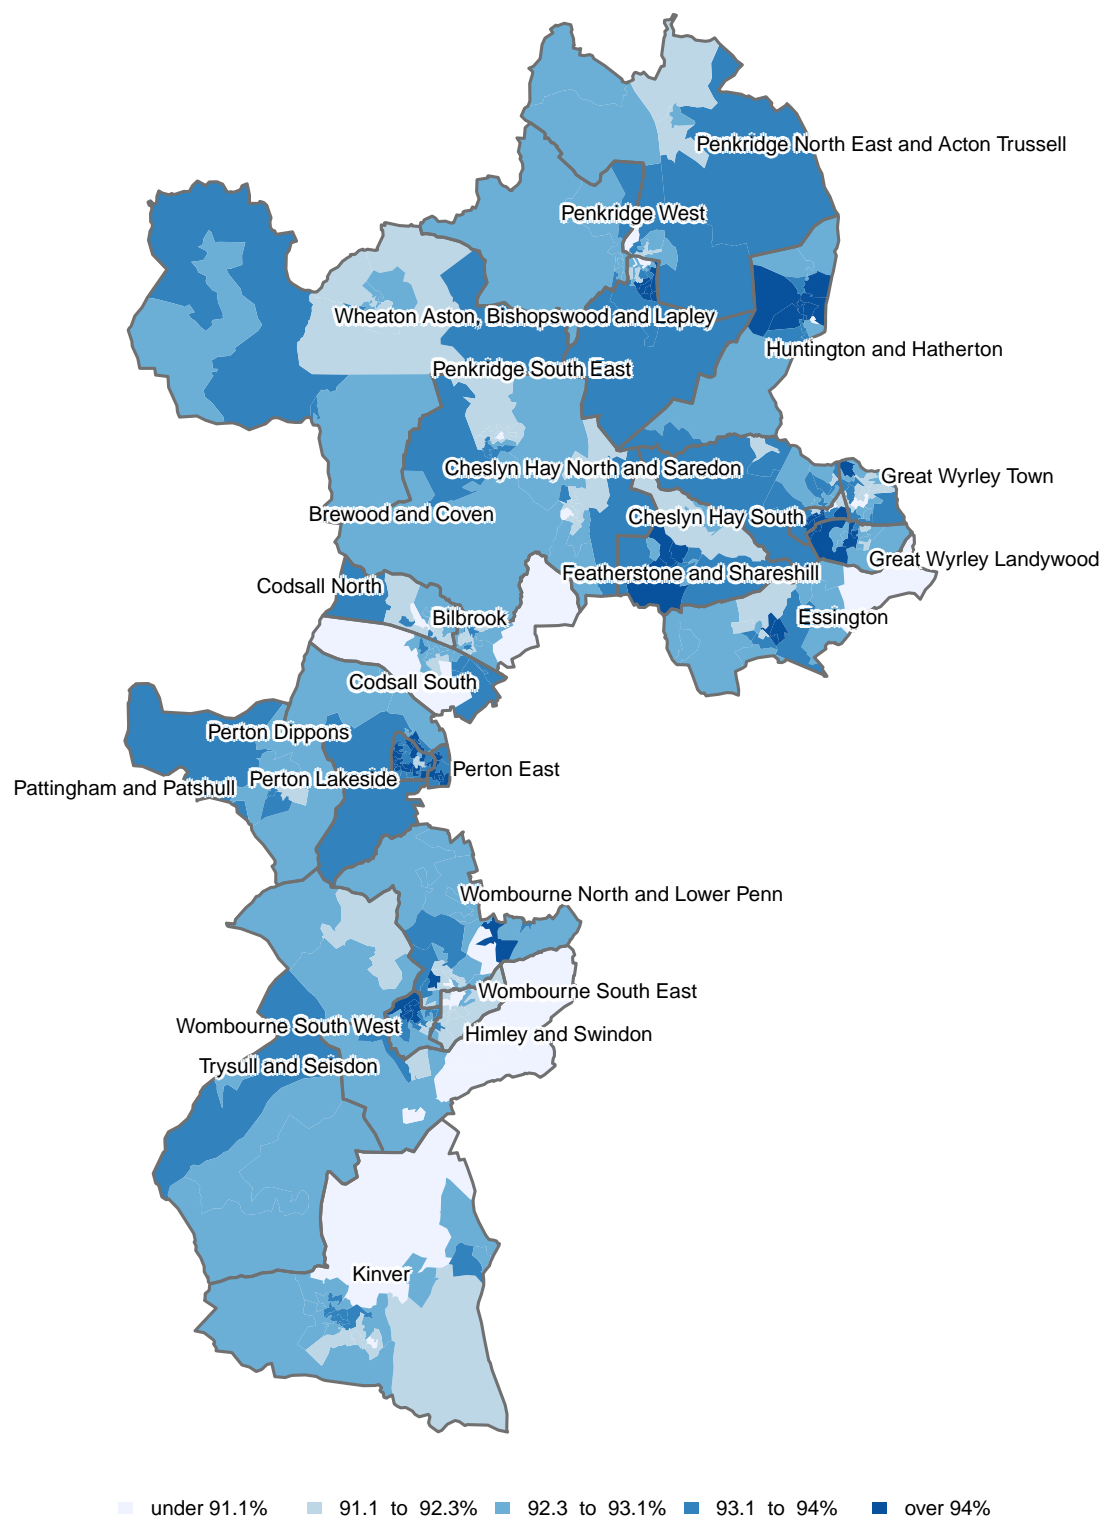 Penkridge North East and Acton Trussell
Penkridge West
Wheaton Aston, Bishopswood and Lapley
Huntington and Hatherton
Penkridge South East
Cheslyn Hay North and Saredon
Great Wyrley Town
Brewood and Coven
Cheslyn Hay South
Great Wyrley Landywood
Featherstone and Shareshill
Codsall North
Bilbrook
Essington
Codsall South
Perton Dippons
Perton East
Perton Lakeside
Pattingham and Patshull
Wombourne North and Lower Penn
Wombourne South East
Wombourne South West
Himley and Swindon
Trysull and Seisdon
Kinver
under 91.1% 91.1 to 92.3% 92.3 to 93.1% 93.1 to 94% over 94%